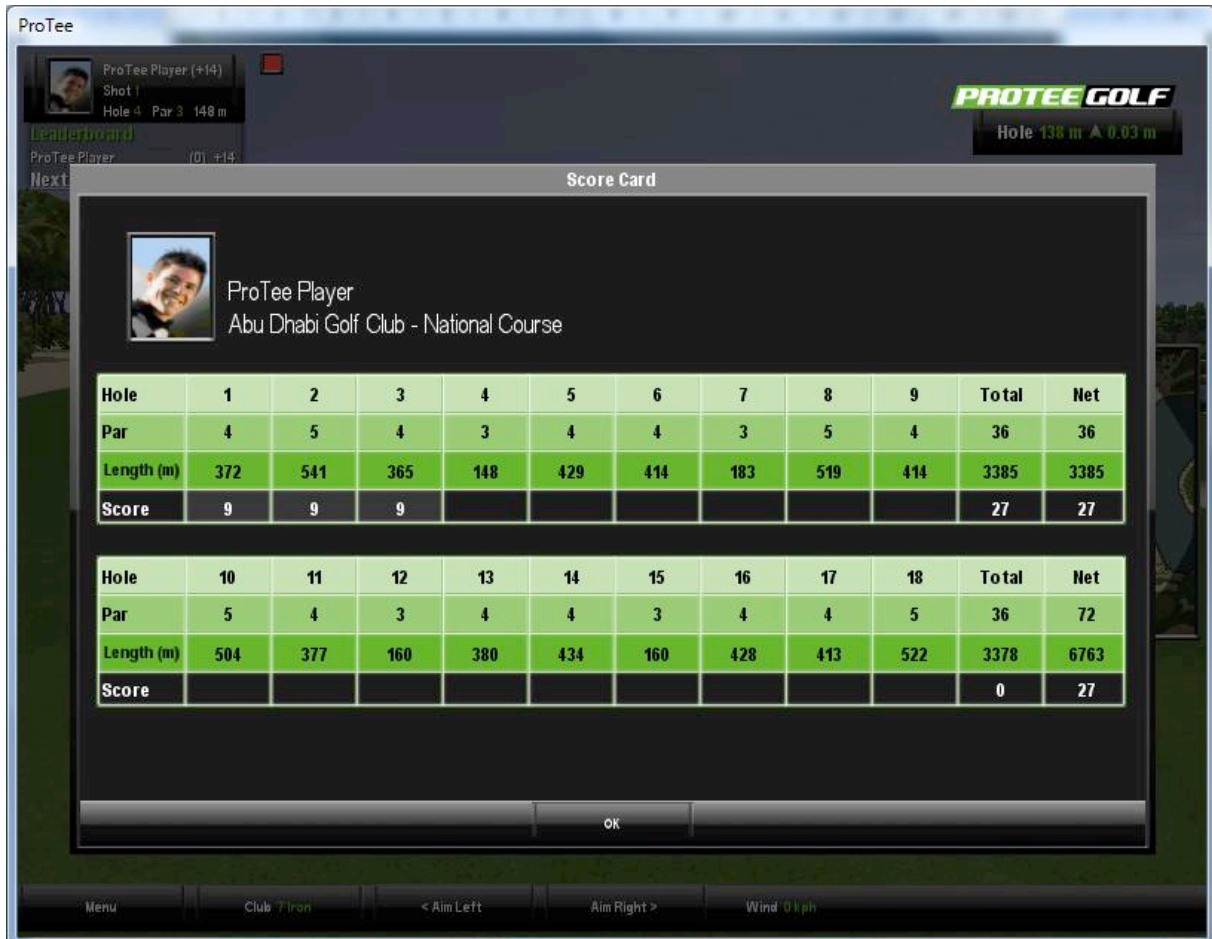 ProTee
ProTee Player (+14)
Shot 1
Hole 4 Par 3 148 m
Leaderboard
ProTee Player (0) +14
Next
PROTEE GOLF
Hole 138 m 0.03 m
Score Card
ProTee Player
Abu Dhabi Golf Club - National Course
Hole 1 2 3 4 5 6 7 8 9 Total Net
Par 4 5 4 3 4 4 3 5 4 36 36
Length (m) 372 541 365 148 429 414 183 519 414 3385 3385
Score 9 9 9 27 27
Hole 10 11 12 13 14 15 16 17 18 Total Net
Par 5 4 3 4 4 3 4 4 5 36 72
Length (m) 504 377 160 380 434 160 428 413 522 3378 6763
Score 0 27
OK
Menu Club 7 Iron < Aim Left Aim Right > Wind 0 kph